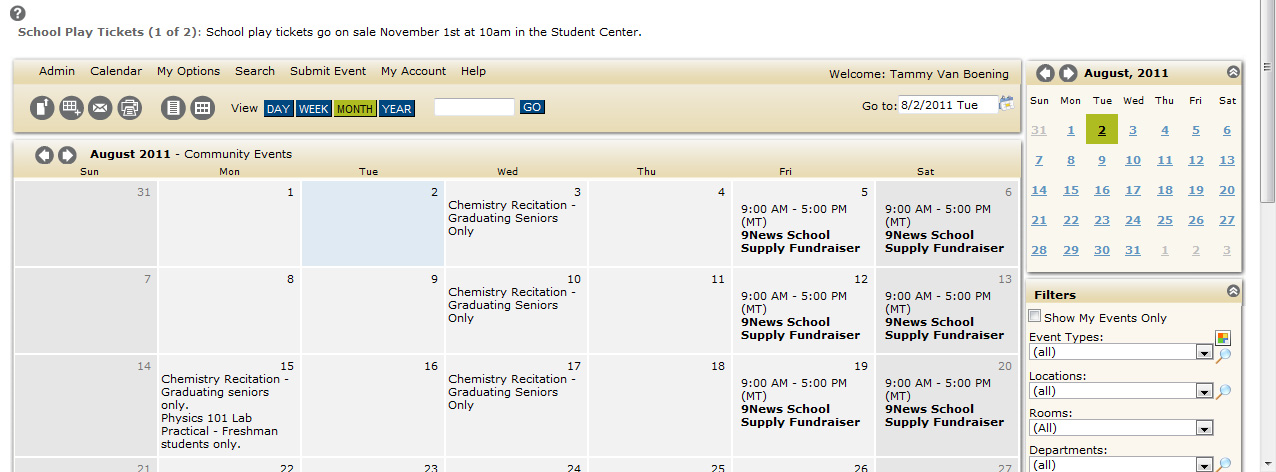 ?
School Play Tickets (1 of 2): School play tickets go on sale November 1st at 10am in the Student Center.
Admin Calendar My Options Search Submit Event My Account Help
Welcome: Tammy Van Boening
View DAY WEEK MONTH YEAR GO
Go to: 8/2/2011 Tue
August 2011 - Community Events
Sun Mon Tue Wed Thu Fri Sat
31 1 2 3 4 5 6
Chemistry Recitation -
Graduating Seniors
Only
9:00 AM - 5:00 PM
(MT)
9News School
Supply Fundraiser
9:00 AM - 5:00 PM
(MT)
9News School
Supply Fundraiser
7 8 9 10 11 12 13
Chemistry Recitation -
Graduating Seniors
Only
9:00 AM - 5:00 PM
(MT)
9News School
Supply Fundraiser
9:00 AM - 5:00 PM
(MT)
9News School
Supply Fundraiser
14 15 16 17 18 19 20
Chemistry Recitation -
Graduating seniors
only.
Physics 101 Lab
Practical - Freshman
students only.
Chemistry Recitation -
Graduating Seniors
Only
9:00 AM - 5:00 PM
(MT)
9News School
Supply Fundraiser
9:00 AM - 5:00 PM
(MT)
9News School
Supply Fundraiser
21 22 23 24 25 26 27
August, 2011
Sun Mon Tue Wed Thu Fri Sat
31 1 2 3 4 5 6
7 8 9 10 11 12 13
14 15 16 17 18 19 20
21 22 23 24 25 26 27
28 29 30 31 1 2 3
Filters
Show My Events Only
Event Types:
(all)
Locations:
(all)
Rooms:
(All)
Departments:
(all)